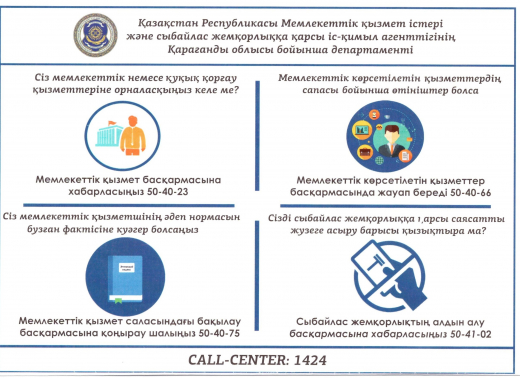 Қазақстан Республикасы Мемлекеттік қызмет істері
және сыбайлас жемқорлыққа қарсы іс-қимыл агенттігінің
Қарағанды облысы бойынша департаменті
Сіз мемлекеттік немесе құқық қорғау
қызметтеріне орналасқыңыз келе ме?
Мемлекеттік қызмет басқармасына
хабарласыңыз 50-40-23
Мемлекеттік көрсетілетін қызметтердің
сапасы бойынша өтініштер болса
Мемлекеттік көрсетілетін қызметтер
басқармасында жауап береді 50-40-66
Сіз мемлекеттік қызметшінің әдеп нормасын
бузған фактісіне куэгер болсаңыз
Мемлекеттік қызмет саласындағы бақылау
басқармасына қоңырау шалыңыз 50-40-75
Сізді сыбайлас жемқорлыққа қарсы саясатты
жүзеге асыру барысы қызықтыра ма?
Сыбайлас жемқорлықтың алдын алу
басқармасына хабарласыңыз 50-41-02
CALL-CENTER: 1424